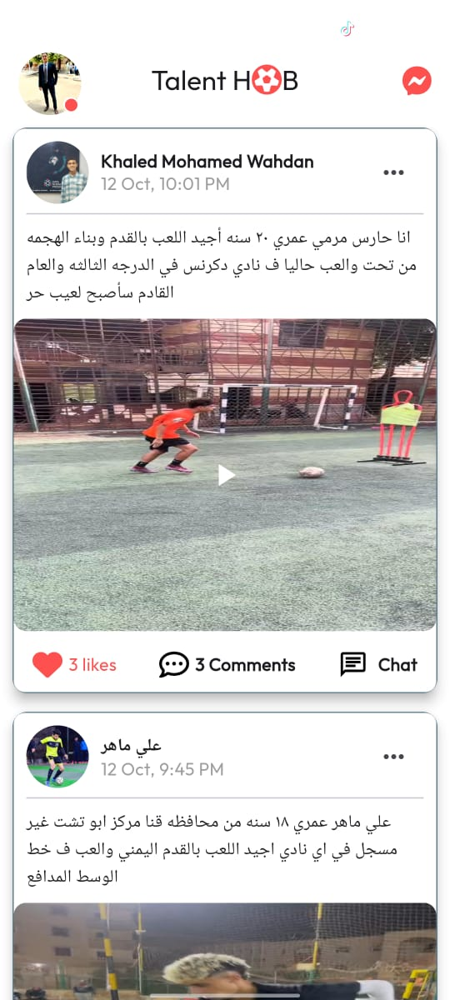 Talent HB
Khaled Mohamed Wahdan
12 Oct, 10:01 PM
انا حارس مرمي عمري ٢٠ سنه أجيد اللعب بالقدم وبناء الهجمه
من تحت والعب حاليا ف نادي دكرنس في الدرجه الثالثه والعام
القادم سأصبح لعيب حر
3 likes
3 Comments
Chat
علي ماهر
12 Oct, 9:45 PM
علي ماهر عمري ١٨ سنه من محافظه قنا مركز ابو تشت غير
مسجل في اي نادي اجيد اللعب بالقدم اليمني والعب ف خط
الوسط المدافع